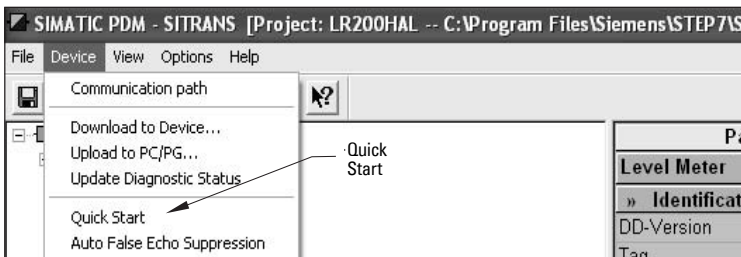 SIMATIC PDM - SITRANS [Project: LR200HAL -- C:\Program Files\Siemens\STEP7\S
File Device View Options Help
Communication path
Download to Device...
Upload to PC/PG...
Update Diagnostic Status
Quick Start
Auto False Echo Suppression
Quick
Start
Pa
Level Meter
» Identificat
DD-Version
Tag